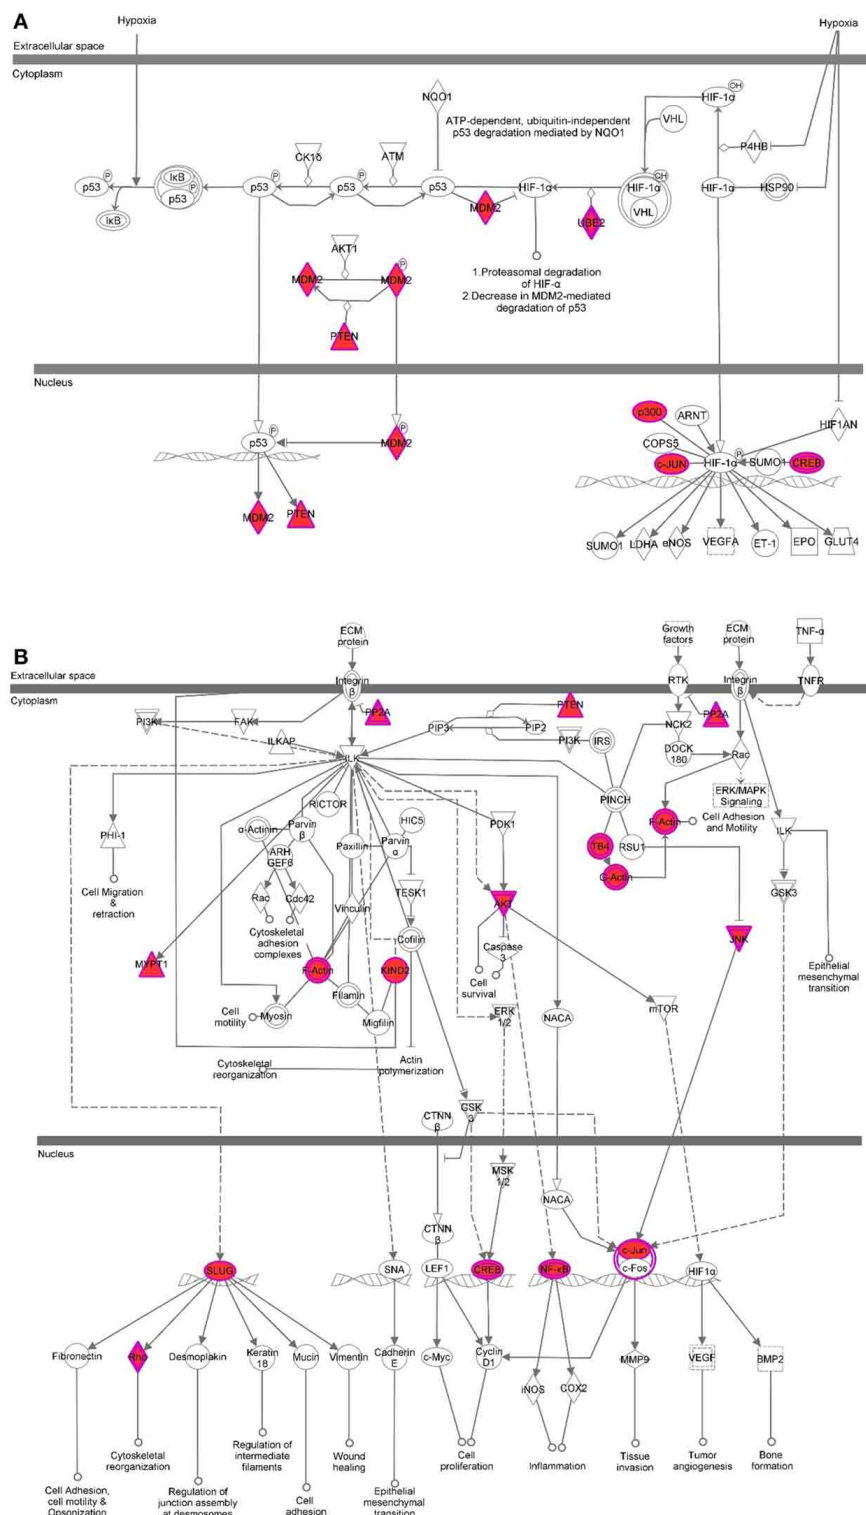 A
Hypoxia
Hypoxia
Extracellular space
Cytoplasm
OH
HIF-1α
NQO1
ATP-dependent, ubiquitin-independent
p53 degradation mediated by NQO1
VHL
P4HB
CK1δ
ATM
P
p53
IκB
P
p53
IκB
P
p53
P
p53
p53
MDM2
HIF-1α
UBE2
OH
HIF-1α
VHL
HIF-1α
HSP90
AKT1
MDM2
P
MDM2
PTEN
1.Proteasomal degradation
of HIF-α
2.Decrease in MDM2-mediated
degradation of p53
Nucleus
p300
ARNT
HIF1AN
P
p53
P
MDM2
COPS5
c-JUN
P
HIF-1α
SUMO1
CREB
MDM2
PTEN
SUMO1
LDHA
eNOS
VEGFA
ET-1
EPO
GLUT4
B
ECM
protein
Growth
factors
ECM
protein
TNF-α
Extracellular space
Cytoplasm
Integrin
β
RTK
Integrin
β
TNFR
PI3K
FAK
PP2A
PTEN
PP2A
ILKAP
PIP3
PIP2
PI3K
IRS
NCK2
DOCK
180
Rac
ILK
ERK/MAPK
Signaling
PINCH
RICTOR
PHI-1
α-Actinin
Parvin
β
HIC5
PDK1
F-Actin
Cell Adhesion
and Motility
ILK
Paxillin
Parvin
α
TB4
RSU1
ARH
GEF6
G-Actin
GSK3
Cell Migration
&
retraction
Rac
Cdc42
TESK1
AKT
Vinculin
Cytoskeletal
adhesion
complexes
Cofilin
Caspase
3
JNK
MYPT1
F-Actin
KIND2
Cell
survival
Epithelial
mesenchymal
transition
Filamin
Cell
motility
Myosin
Migfilin
ERK
1/2
NACA
mTOR
Cytoskeletal
reorganization
Actin
polymerization
CTNN
β
GSK
3
Nucleus
MSK
1/2
NACA
CTNN
β
SLUG
SNA
LEF1
CREB
NF-κB
c-Jun
c-Fos
HIF1α
Fibronectin
Rho
Desmoplakin
Keratin
18
Mucin
Vimentin
Cadherin
E
c-Myc
Cyclin
D1
iNOS
COX2
MMP9
VEGF
BMP2
Cytoskeletal
reorganization
Regulation of
intermediate
filaments
Wound
healing
Cell
proliferation
Inflammation
Tissue
invasion
Tumor
angiogenesis
Bone
formation
Cell Adhesion,
cell motility &
Opsonization
Regulation of
junction assembly
at desmosomes
Cell
adhesion
Epithelial
mesenchymal
transition